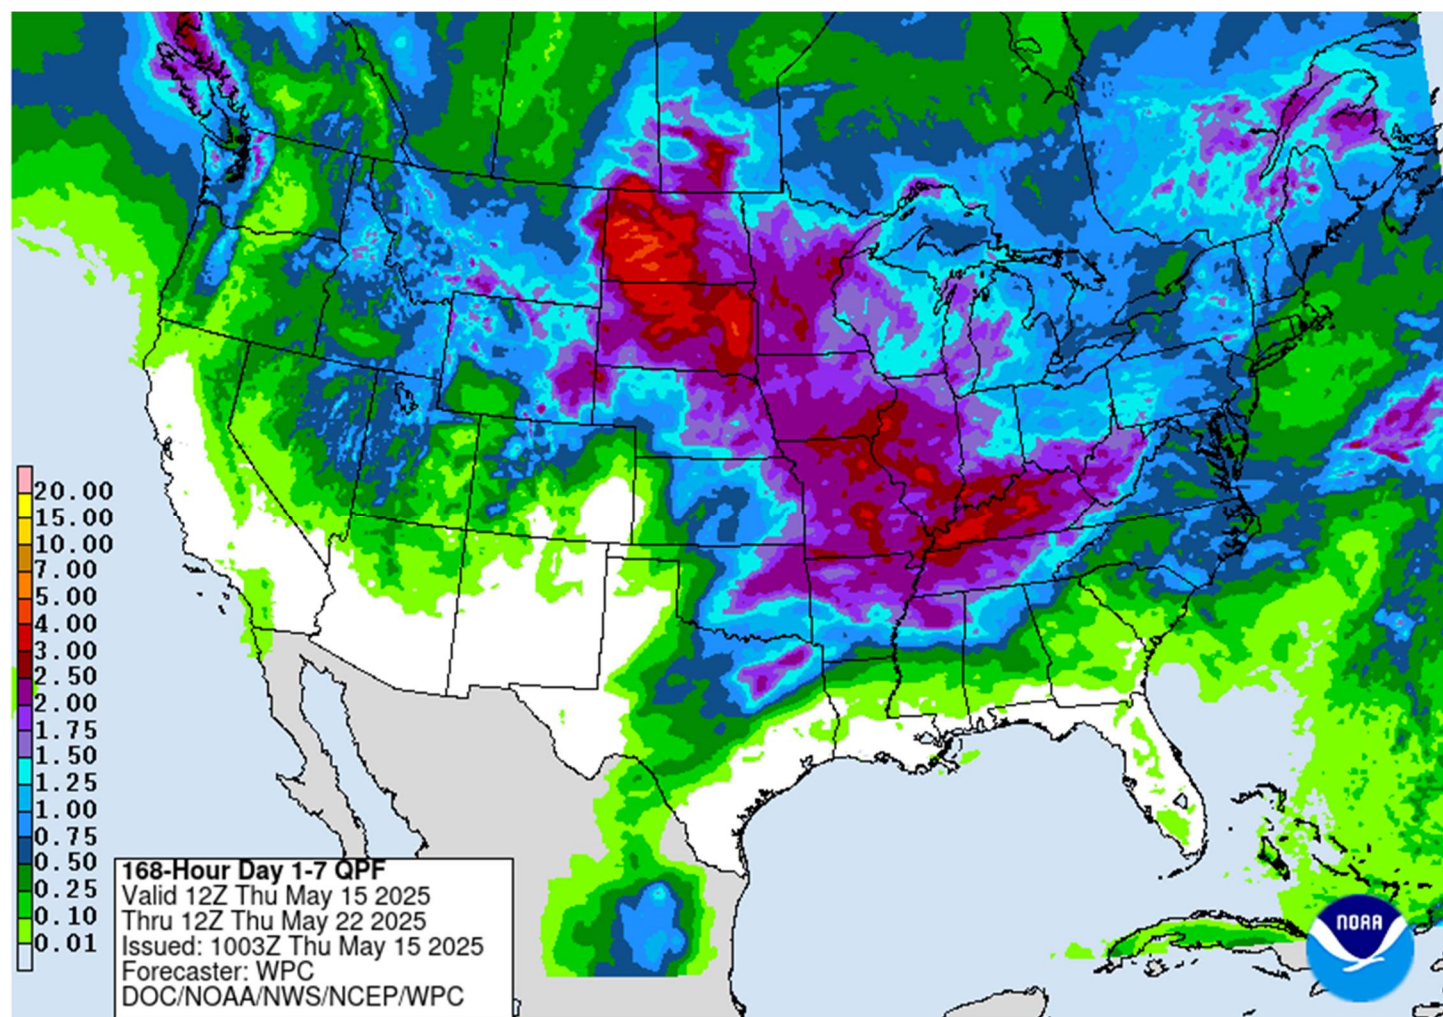 20.00
15.00
10.00
7.00
5.00
4.00
3.00
2.50
2.00
1.75
1.50
1.25
1.00
0.75
0.50
0.25
0.10
0.01
168-Hour Day 1-7 QPF
Valid 12Z Thu May 15 2025
Thru 12Z Thu May 22 2025
Issued: 1003Z Thu May 15 2025
Forecaster: WPC
DOC/NOAA/NWS/NCEP/WPC
NOAA